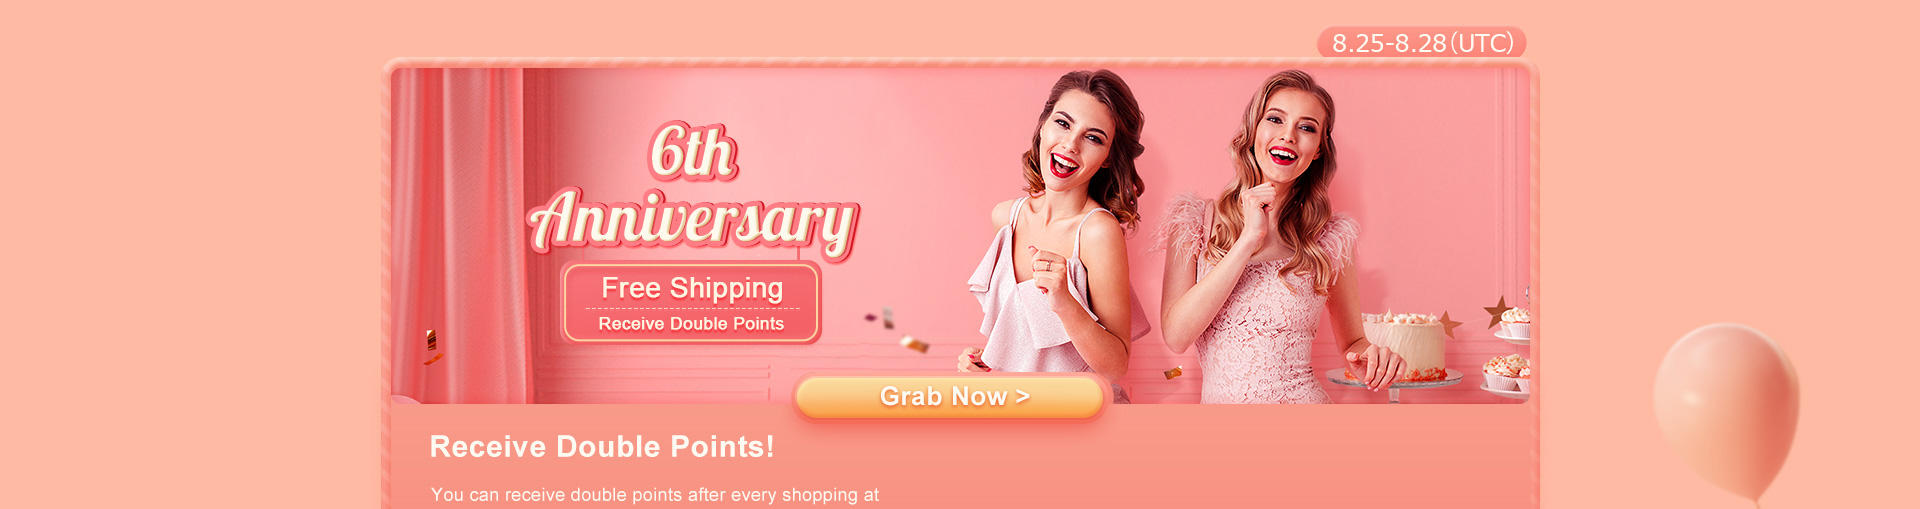 8.25-8.28(UTC)
6th
Anniversary
Free Shipping
Receive Double Points
Grab Now >
Receive Double Points!
You can receive double points after every shopping at